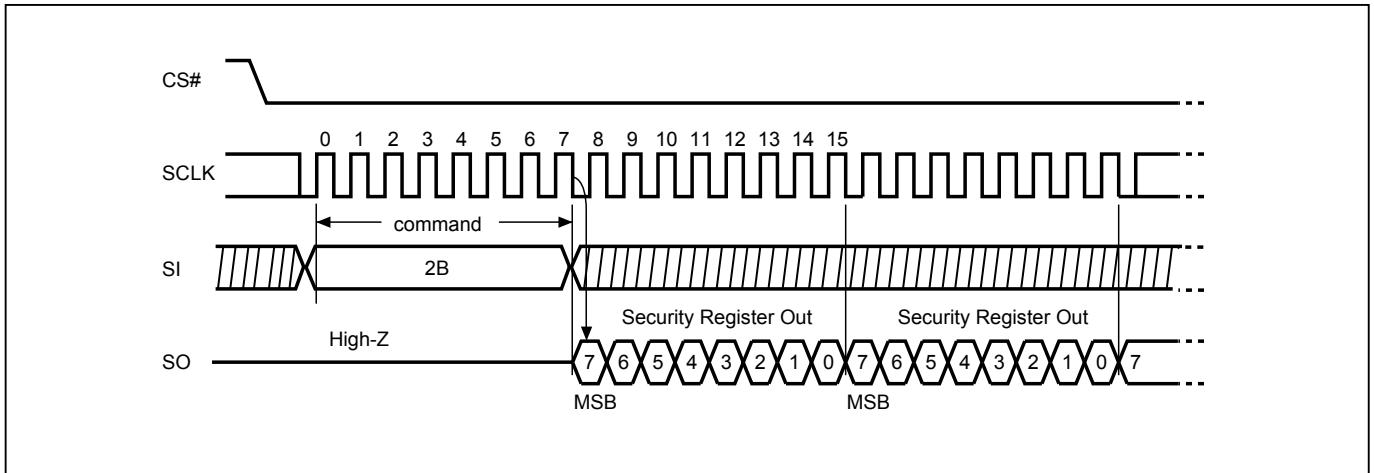 CS#
0 1 2 3 4 5 6 7 8 9 10 11 12 13 14 15
SCLK
command
SI
2B
Security Register Out Security Register Out
High-Z
SO
7 6 5 4 3 2 1 0 7 6 5 4 3 2 1 0 7
MSB MSB